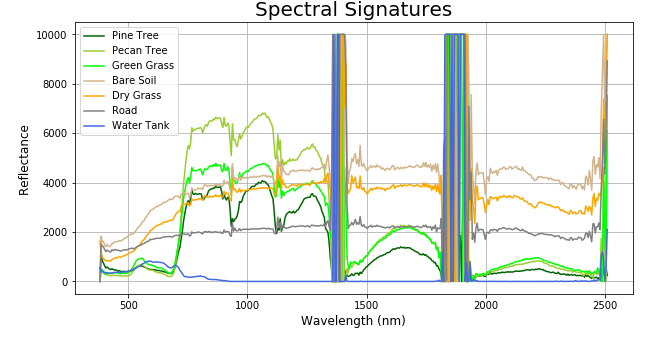 Spectral Signatures
Pine Tree
Pecan Tree
Green Grass
Bare Soil
Dry Grass
Road
Water Tank
Reflectance
10000
8000
6000
4000
2000
0
500
1000
1500
2000
2500
Wavelength (nm)